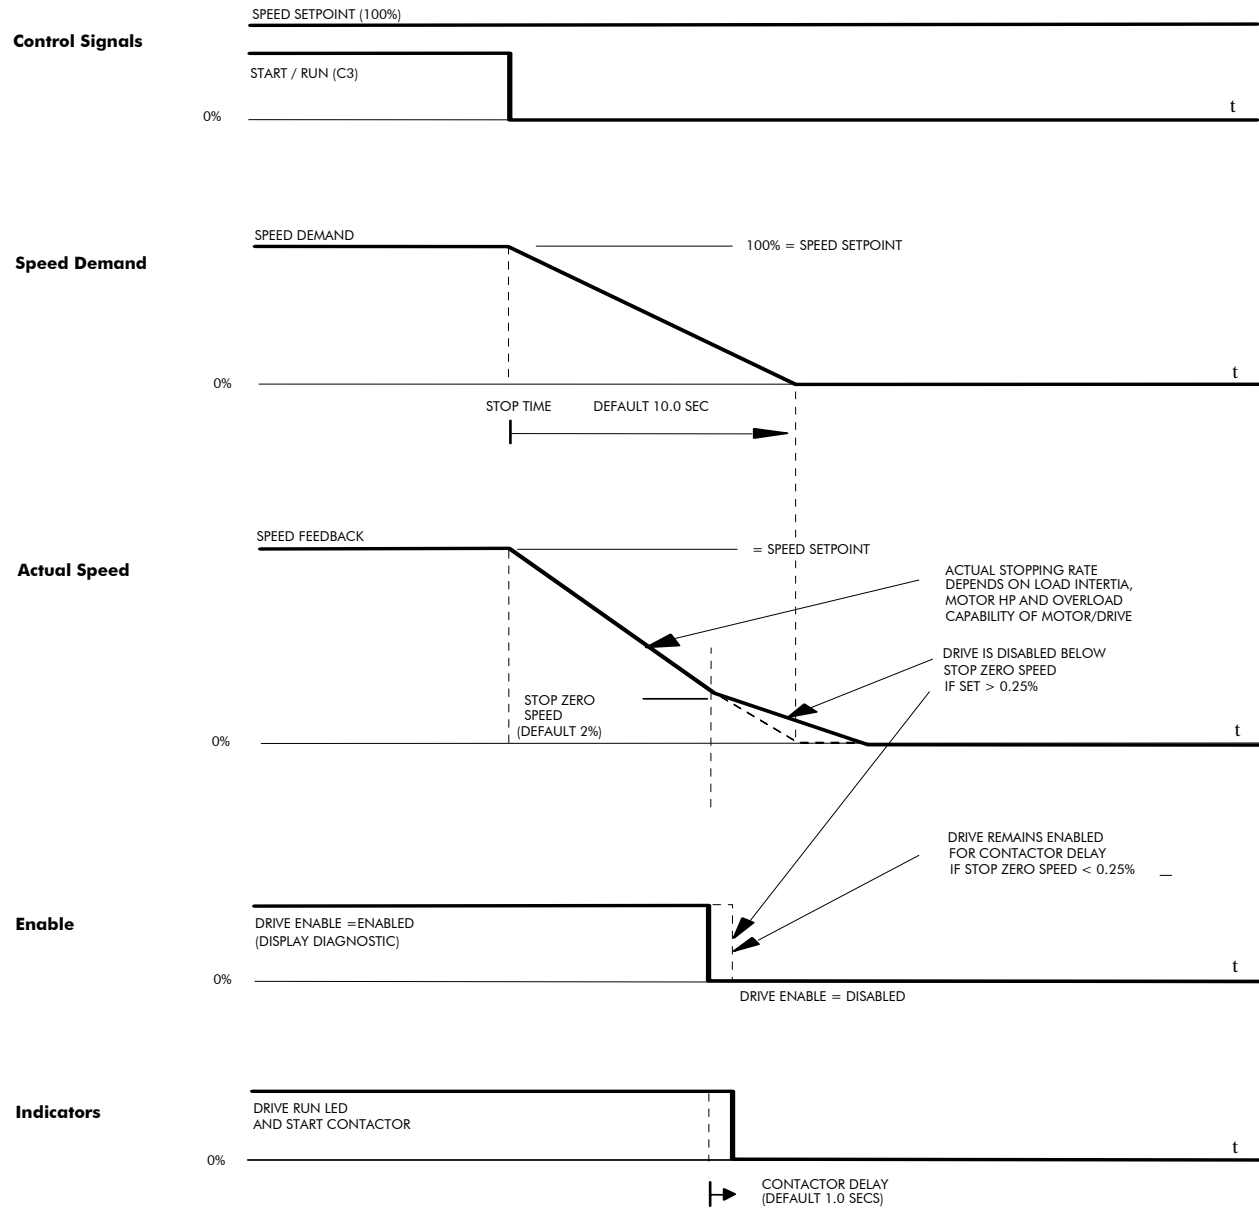 SPEED SETPOINT (100%)
Control Signals
START / RUN (C3)
t
0%
SPEED DEMAND
100% = SPEED SETPOINT
Speed Demand
t
0%
STOP TIME DEFAULT 10.0 SEC
SPEED FEEDBACK
= SPEED SETPOINT
Actual Speed
ACTUAL STOPPING RATE
DEPENDS ON LOAD INTERTIA,
MOTOR HP AND OVERLOAD
CAPABILITY OF MOTOR/DRIVE
DRIVE IS DISABLED BELOW
STOP ZERO SPEED
IF SET > 0.25%
STOP ZERO
SPEED
(DEFAULT 2%)
t
0%
DRIVE REMAINS ENABLED
FOR CONTACTOR DELAY
IF STOP ZERO SPEED < 0.25%
Enable
DRIVE ENABLE =ENABLED
(DISPLAY DIAGNOSTIC)
t
0%
DRIVE ENABLE = DISABLED
Indicators
DRIVE RUN LED
AND START CONTACTOR
t
0%
CONTACTOR DELAY
(DEFAULT 1.0 SECS)